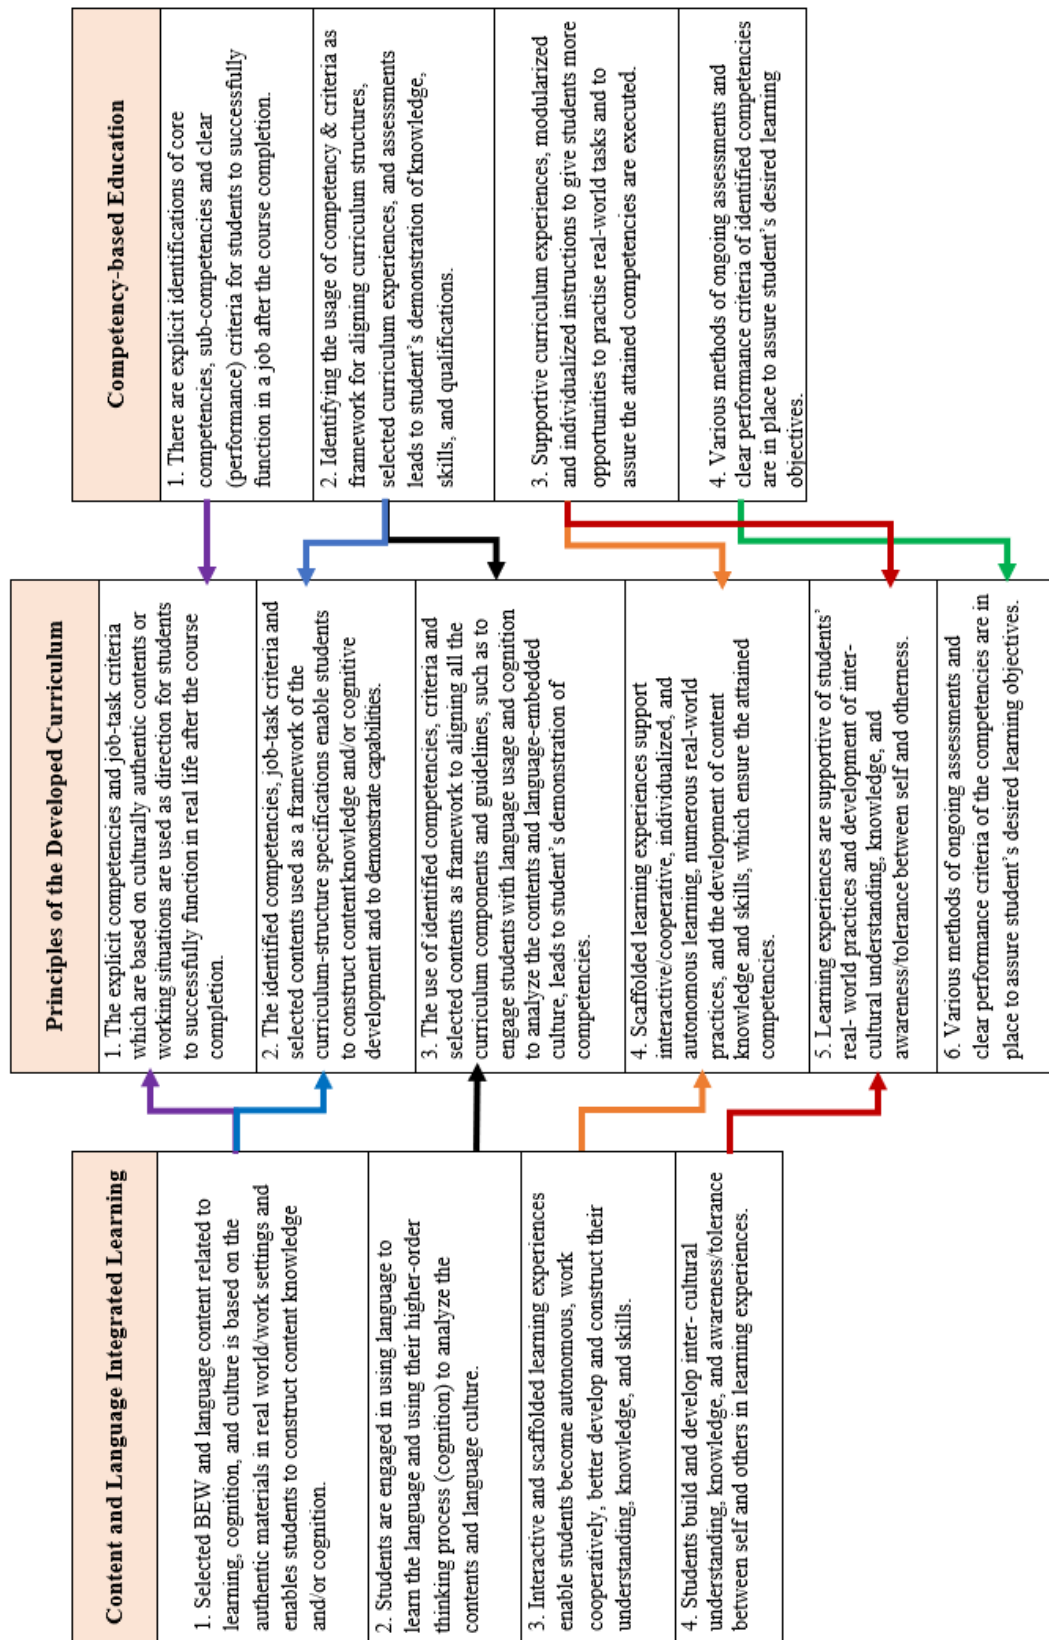 Content and Language Integrated Learning
1. Selected BEW and language content related to
learning, cognition, and culture is based on the
authentic materials in real world/work settings and
enables students to construct content knowledge
and/or cognition.
2. Students are engaged in using language to
learn the language and using their higher-order
thinking process (cognition) to analyze the
contents and language culture.
3. Interactive and scaffolded learning experiences
enable students become autonomous, work
cooperatively, better develop and construct their
understanding, knowledge, and skills.
4. Students build and develop inter- cultural
understanding, knowledge, and awareness/tolerance
between self and others in learning experiences.
Principles of the Developed Curriculum
1. The explicit competencies and job-task criteria
which are based on culturally authentic contents or
working situations are used as direction for students
to successfully function in real life after the course
completion.
2. The identified competencies, job-task criteria and
selected contents used as a framework of the
curriculum-structure specifications enable students
to construct content knowledge and/or cognitive
development and to demonstrate capabilities.
3. The use of identified competencies, criteria and
selected contents as framework to aligning all the
curriculum components and guidelines, such as to
engage students with language usage and cognition
to analyze the contents and language-embedded
culture, leads to student's demonstration of
competencies.
4. Scaffolded learning experiences support
interactive/cooperative, individualized, and
autonomous learning, numerous real-world
practices, and the development of content
knowledge and skills, which ensure the attained
competencies.
5. Learning experiences are supportive of students'
real- world practices and development of inter-
cultural understanding, knowledge, and
awareness/tolerance between self and otherness.
6. Various methods of ongoing assessments and
clear performance criteria of the competencies are in
place to assure student's desired learning objectives.
Competency-based Education
1. There are explicit identifications of core
competencies, sub-competencies and clear
(performance) criteria for students to successfully
function in a job after the course completion.
2. Identifying the usage of competency & criteria as
framework for aligning curriculum structures,
selected curriculum experiences, and assessments
leads to student's demonstration of knowledge,
skills, and qualifications.
3. Supportive curriculum experiences, modularized
and individualized instructions to give students more
opportunities to practise real-world tasks and to
assure the attained competencies are executed.
4. Various methods of ongoing assessments and
clear performance criteria of identified competencies
are in place to assure student's desired learning
objectives.